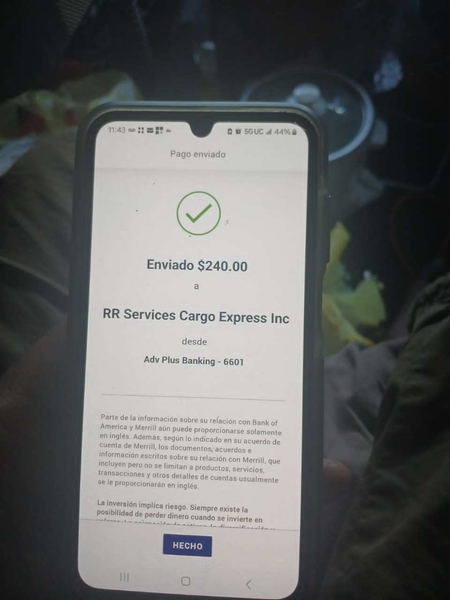 11:43
5GUC 44%
Pago enviado
Enviado $240.00
a
RR Services Cargo Express Inc
desde
Adv Plus Banking - 6601
Parte de la información sobre su relación con Bank of
America y Merrill aún puede proporcionarse solamente
en inglés. Además, según lo indicado en su acuerdo de
cuenta de Merrill, los documentos, acuerdos e
información escritos sobre su relación con Merrill, que
incluyen pero no se limitan a productos, servicios,
transacciones y otros detalles de cuentas usualmente
se le proporcionarán en inglés.
La inversión implica riesgo. Siempre existe la
posibilidad de perder dinero cuando se invierte en
HECHO